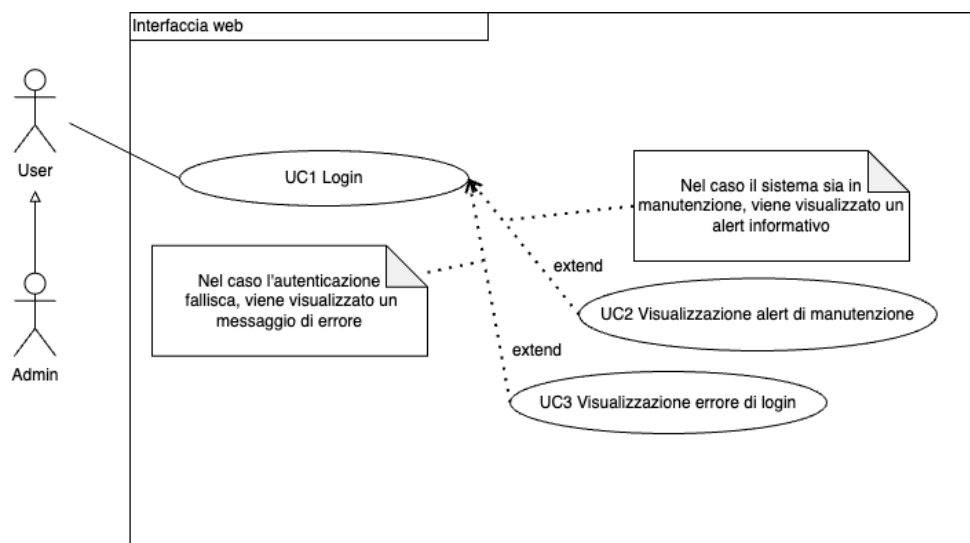 Interfaccia web
User
UC1 Login
Nel caso il sistema sia in
manutenzione, viene visualizzato un
alert informativo
Nel caso l'autenticazione
fallisca, viene visualizzato un
messaggio di errore
extend
UC2 Visualizzazione alert di manutenzione
extend
Admin
UC3 Visualizzazione errore di login